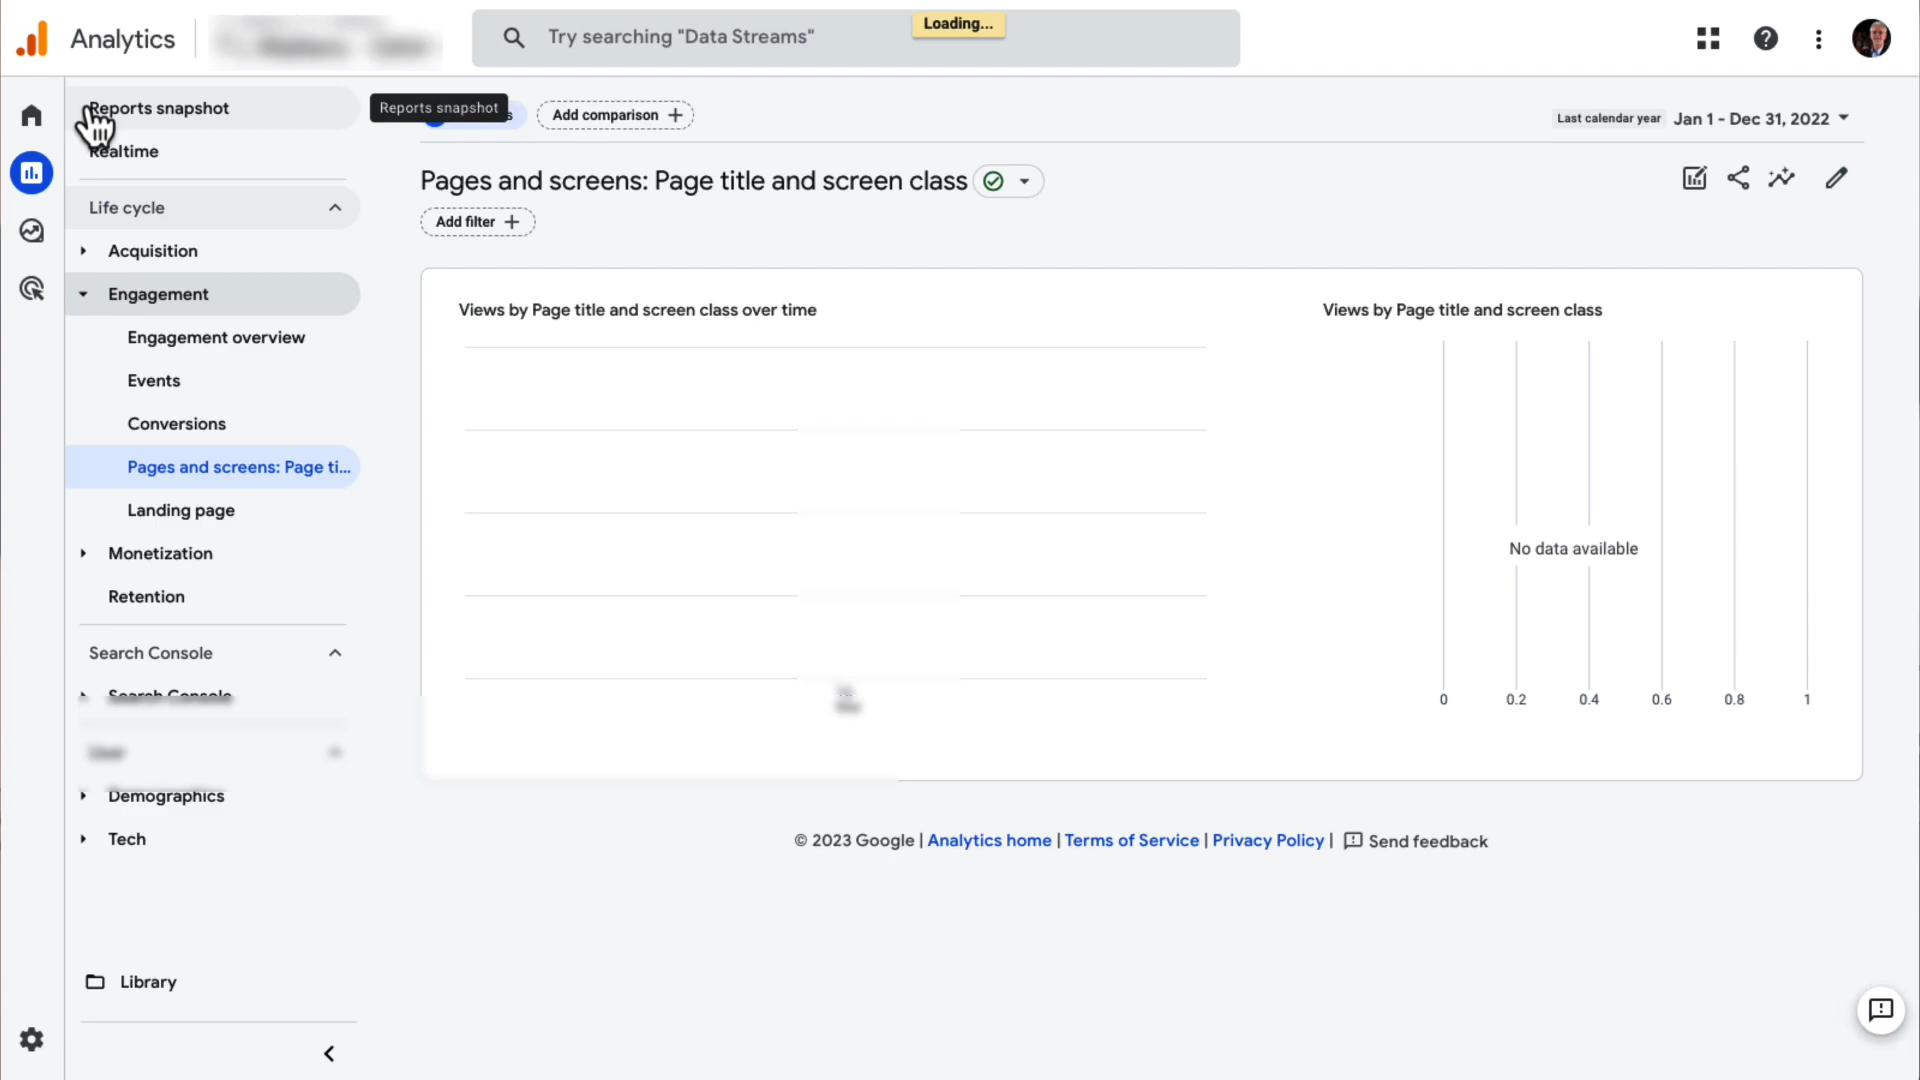 Analytics
Try searching "Data Streams"
Loading...
Reports snapshot
Realtime
Life cycle
Acquisition
Engagement
Engagement overview
Events
Conversions
Pages and screens: Page ti...
Landing page
Monetization
Retention
Search Console
Search Console
User
Demographics
Tech
Library
Reports snapshot
s
Add comparison +
Last calendar year Jan 1 - Dec 31, 2022
Pages and screens: Page title and screen class
Add filter +
Views by Page title and screen class over time
Views by Page title and screen class
No data available
0 0.2 0.4 0.6 0.8 1
© 2023 Google | Analytics home | Terms of Service | Privacy Policy | Send feedback